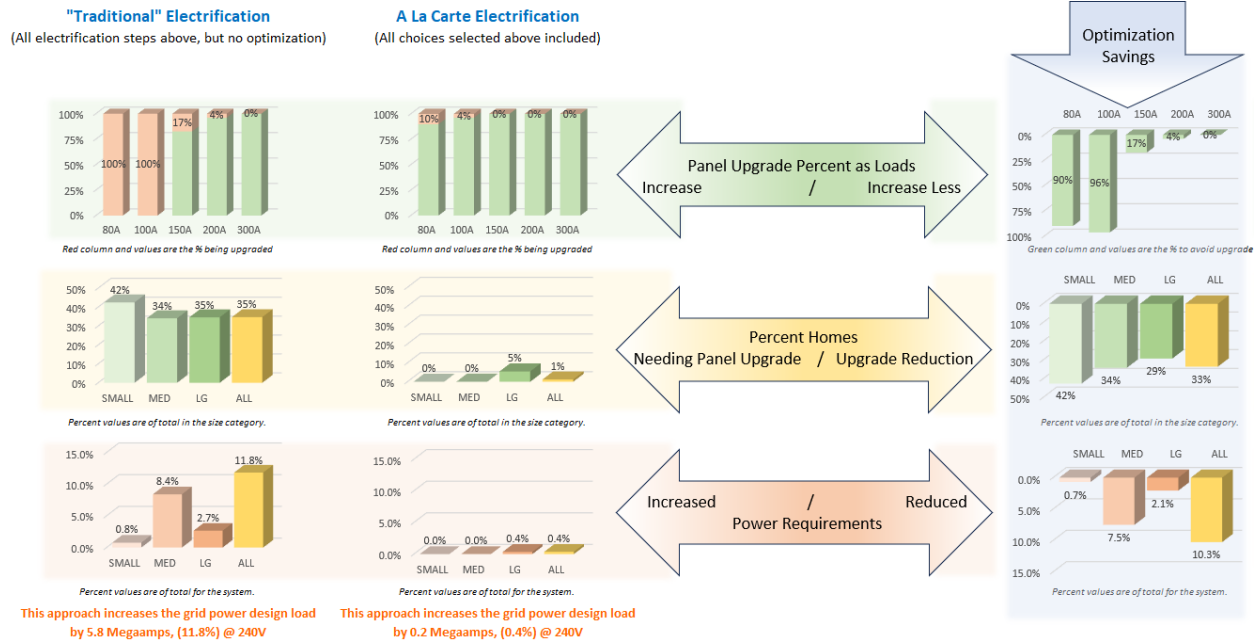 "Traditional" Electrification
(All electrification steps above, but no optimization)
A La Carte Electrification
(All choices selected above included)
Optimization
Savings
100%
75%
50%
25%
0%
100%
100%
17%
4%
0%
80A
100A
150A
200A
300A
Red column and values are the % being upgraded
100%
75%
50%
25%
0%
10%
4%
0%
0%
0%
80A
100A
150A
200A
300A
Red column and values are the % being upgraded
Panel Upgrade Percent as Loads
Increase / Increase Less
80A
100A
150A
200A
300A
0%
25%
50%
75%
100%
90%
96%
17%
4%
0%
Green column and values are the % to avoid upgrade
50%
40%
30%
20%
10%
0%
42%
34%
35%
35%
SMALL
MED
LG
ALL
Percent values are of total in the size category.
50%
40%
30%
20%
10%
0%
0%
0%
5%
1%
SMALL
MED
LG
ALL
Percent values are of total in the size category.
Percent Homes
Needing Panel Upgrade / Upgrade Reduction
SMALL
MED
LG
ALL
0%
10%
20%
30%
40%
50%
42%
34%
29%
33%
Percent values are of total in the size category.
15.0%
10.0%
5.0%
0.0%
0.8%
8.4%
2.7%
11.8%
SMALL
MED
LG
ALL
Percent values are of total for the system.
This approach increases the grid power design load
by 5.8 Megaamps, (11.8%) @ 240V
15.0%
10.0%
5.0%
0.0%
0.0%
0.0%
0.4%
0.4%
SMALL
MED
LG
ALL
Percent values are of total for the system.
This approach increases the grid power design load
by 0.2 Megaamps, (0.4%) @ 240V
Increased / Reduced
Power Requirements
SMALL
MED
LG
ALL
0.0%
5.0%
10.0%
15.0%
0.7%
7.5%
2.1%
10.3%
Percent values are of total for the system.